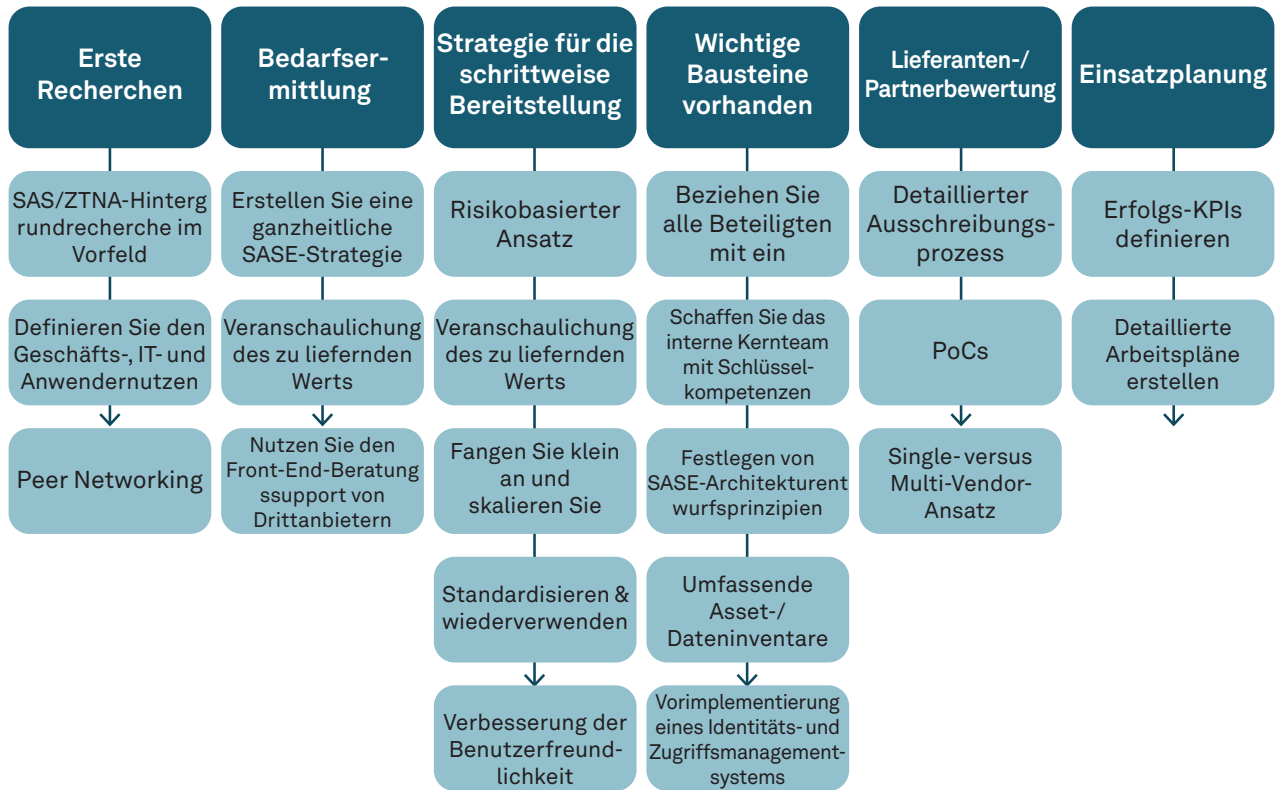 Erste
Recherchen
SAS/ZTNA-Hinterg
rundrecherche im
Vorfeld
Definieren Sie den
Geschäfts-, IT- und
Anwendernutzen
Peer Networking
Bedarfser-
mittlung
Erstellen Sie eine
ganzheitliche
SASE-Strategie
Veranschaulichung
des zu liefernden
Werts
Nutzen Sie den
Front-End-Beratung
ssupport von
Drittanbietern
Strategie für die
schrittweise
Bereitstellung
Risikobasierter
Ansatz
Veranschaulichung
des zu liefernden
Werts
Fangen Sie klein
an und
skalieren Sie
Standardisieren &
wiederverwenden
Verbesserung der
Benutzerfreund-
lichkeit
Wichtige
Bausteine
vorhanden
Beziehen Sie
alle Beteiligten
mit ein
Schaffen Sie das
interne Kernteam
mit Schlüssel-
kompetenzen
Festlegen von
SASE-Architekturent
wurfsprinzipien
Umfassende
Asset-/
Dateninventare
Vorimplementierung
eines Identitäts- und
Zugriffsmanagement-
systems
Lieferanten-/
Partnerbewertung
Detaillierter
Ausschreibungs-
prozess
PoCs
Single- versus
Multi-Vendor-
Ansatz
Einsatzplanung
Erfolgs-KPIs
definieren
Detaillierte
Arbeitspläne
erstellen